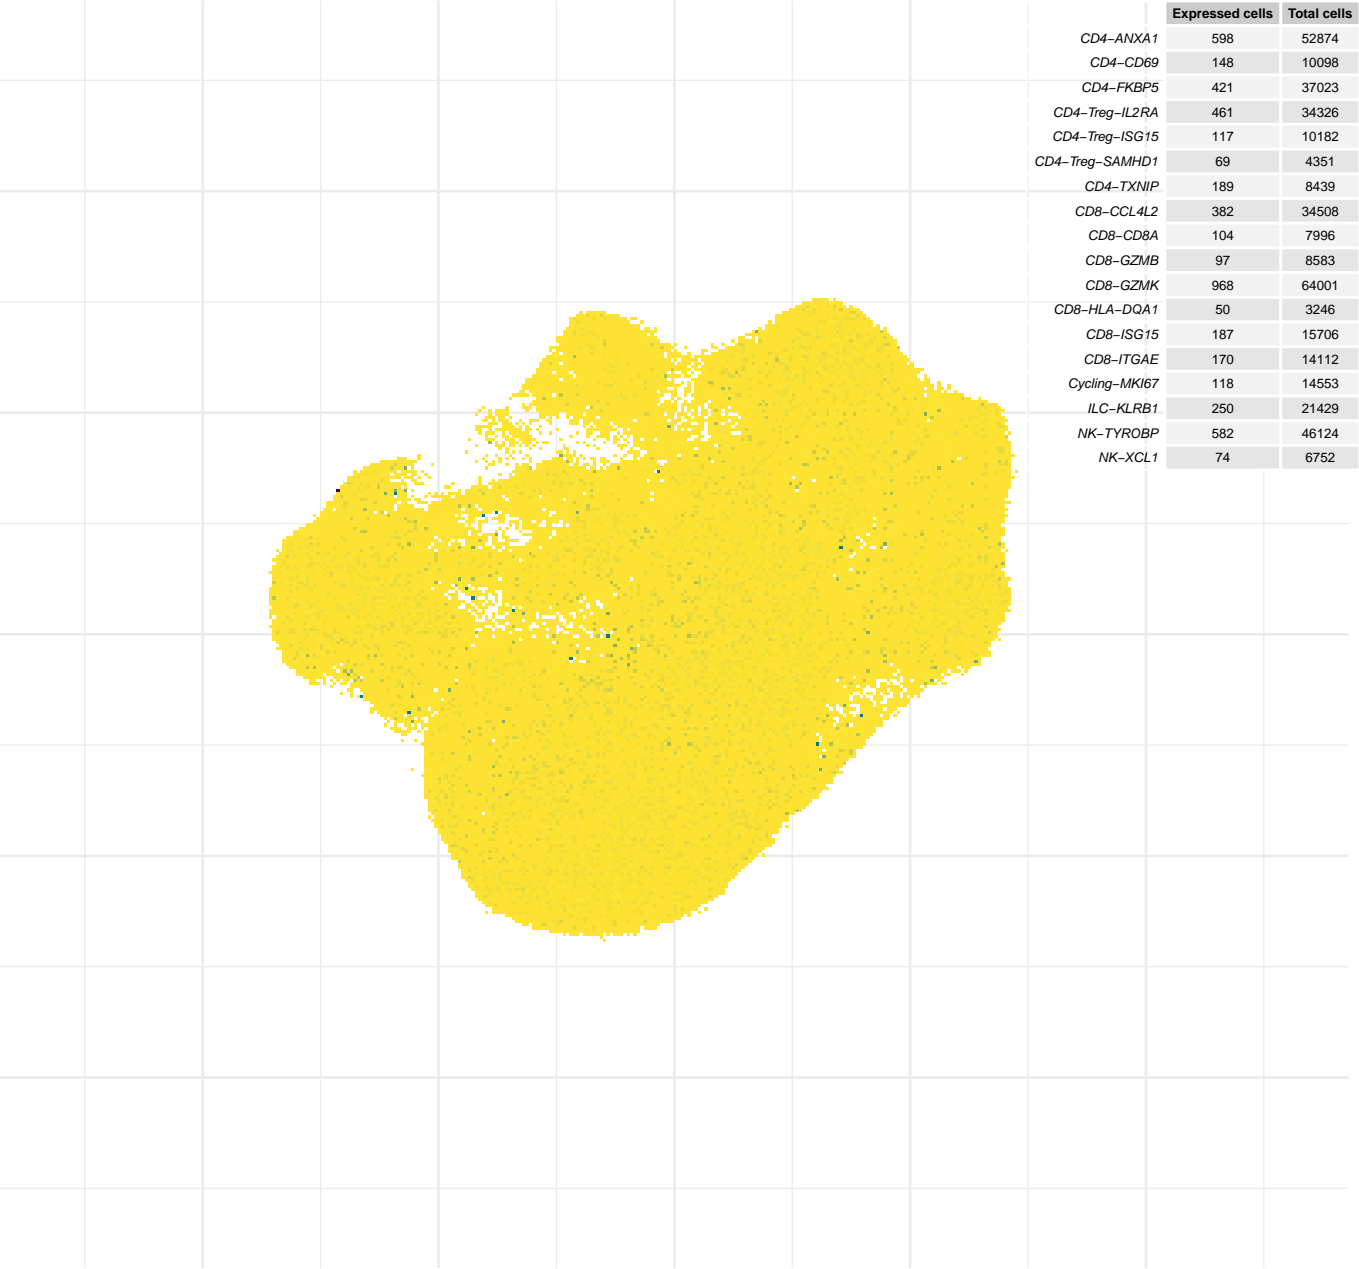 Expressed cells Total cells
CD4−ANXA1 598 52874
CD4−CD69 148 10098
CD4−FKBP5 421 37023
CD4−Treg−IL2RA 461 34326
CD4−Treg−ISG15 117 10182
CD4−Treg−SAMHD1 69 4351
CD4−TXNIP 189 8439
CD8−CCL4L2 382 34508
CD8−CD8A 104 7996
CD8−GZMB 97 8583
CD8−GZMK 968 64001
CD8−HLA−DQA1 50 3246
CD8−ISG15 187 15706
CD8−ITGAE 170 14112
Cycling−MKI67 118 14553
ILC−KLRB1 250 21429
NK−TYROBP 582 46124
NK−XCL1 74 6752